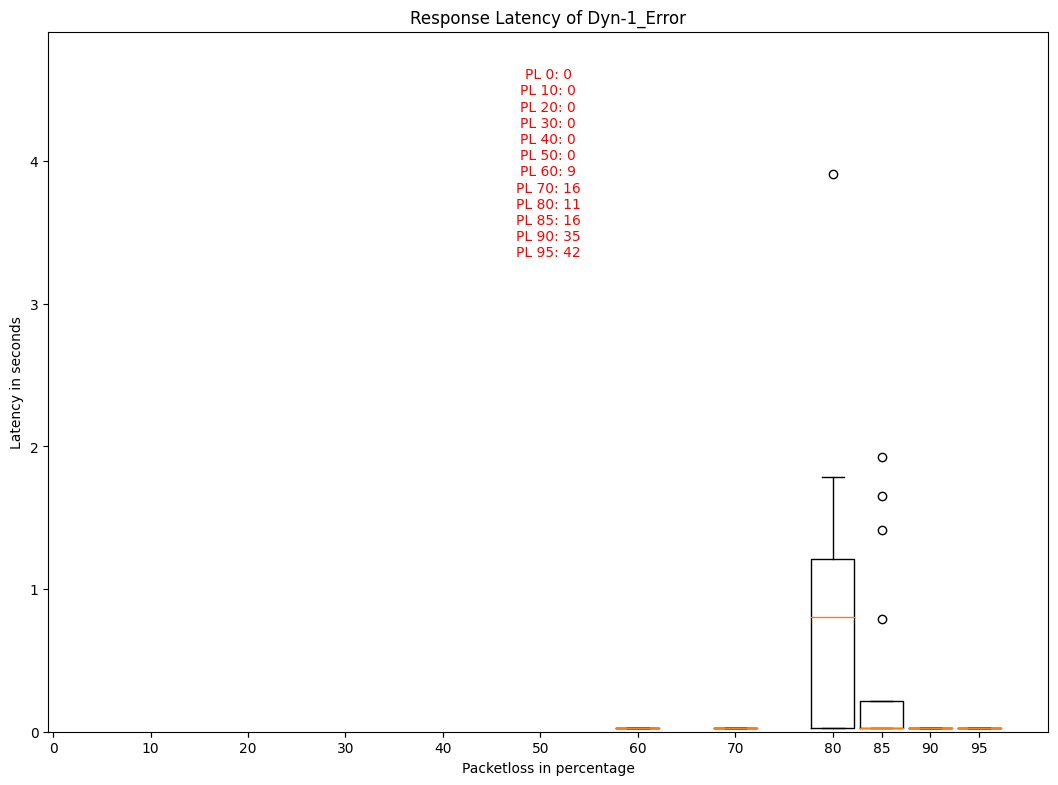 Response Latency of Dyn-1_Error
PL 0: 0
PL 10: 0
PL 20: 0
PL 30: 0
PL 40: 0
PL 50: 0
PL 60: 9
PL 70: 16
PL 80: 11
PL 85: 16
PL 90: 35
PL 95: 42
Latency in seconds
4
3
2
1
0
0 10 20 30 40 50 60 70 80 85 90 95
Packetloss in percentage